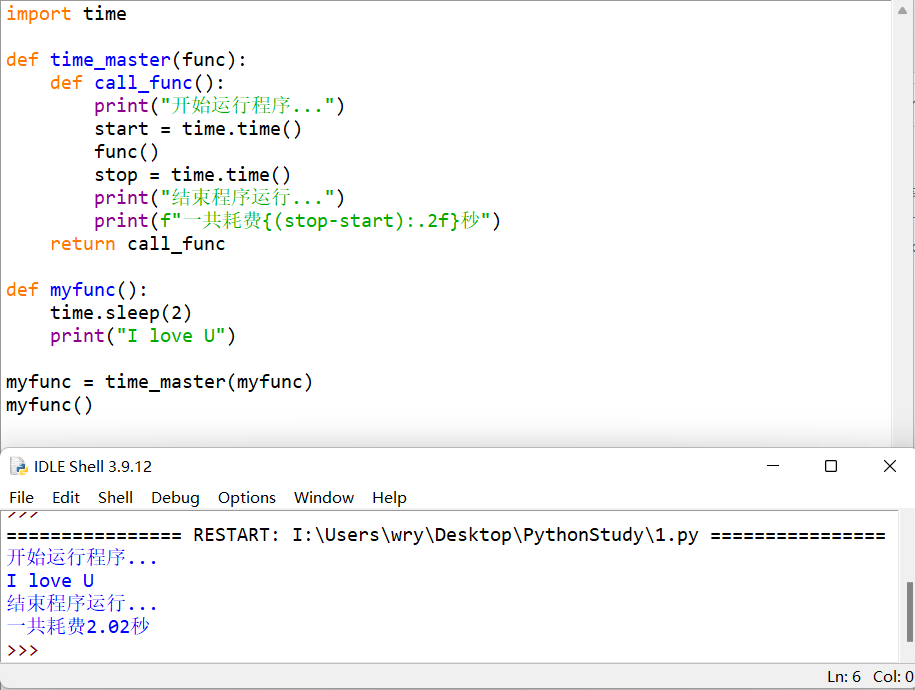 import time
def time_master(func):
    def call_func():
        print("开始运行程序...")
        start = time.time()
        func()
        stop = time.time()
        print("结束程序运行...")
        print(f"一共耗费{(stop-start):.2f}秒")
    return call_func
def myfunc():
    time.sleep(2)
    print("I love U")
myfunc = time_master(myfunc)
myfunc()
IDLE Shell 3.9.12
File Edit Shell Debug Options Window Help
>>>
================ RESTART: I:\Users\wry\Desktop\PythonStudy\1.py ================
开始运行程序...
I love U
结束程序运行...
一共耗费2.02秒
>>>
Ln: 6 Col: 0